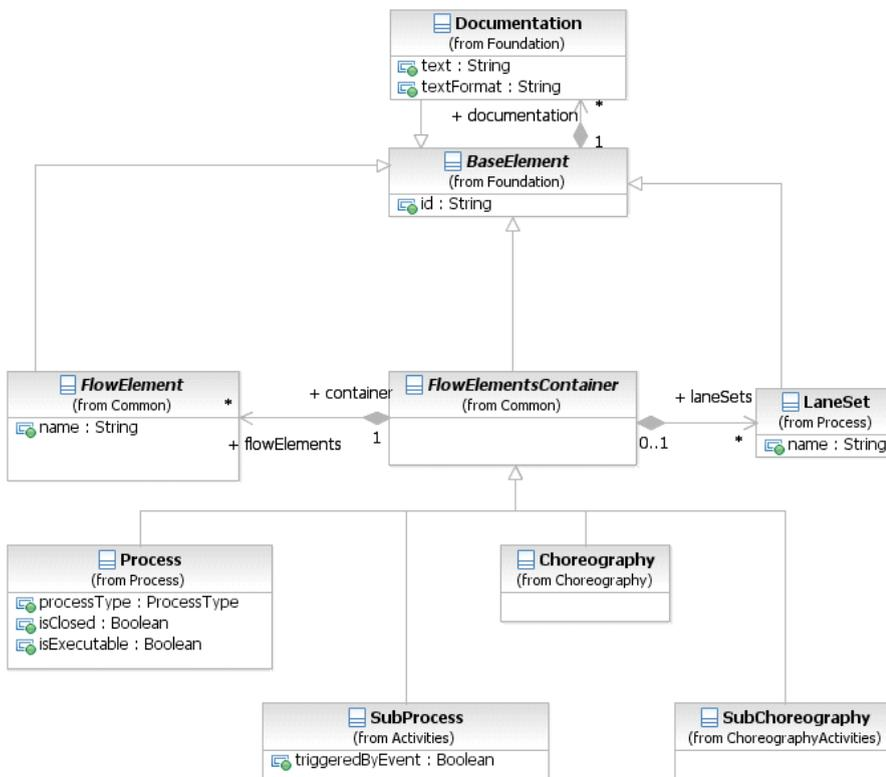 Documentation
(from Foundation)
text : String
textFormat : String
+ documentation
*
1
BaseElement
(from Foundation)
id : String
FlowElement
(from Common)
name : String
*
+ flowElements
+ container
1
FlowElementsContainer
(from Common)
+ laneSets
0..1
*
LaneSet
(from Process)
name : String
Process
(from Process)
processType : ProcessType
isClosed : Boolean
isExecutable : Boolean
Choreography
(from Choreography)
SubProcess
(from Activities)
triggeredByEvent : Boolean
SubChoreography
(from ChoreographyActivities)